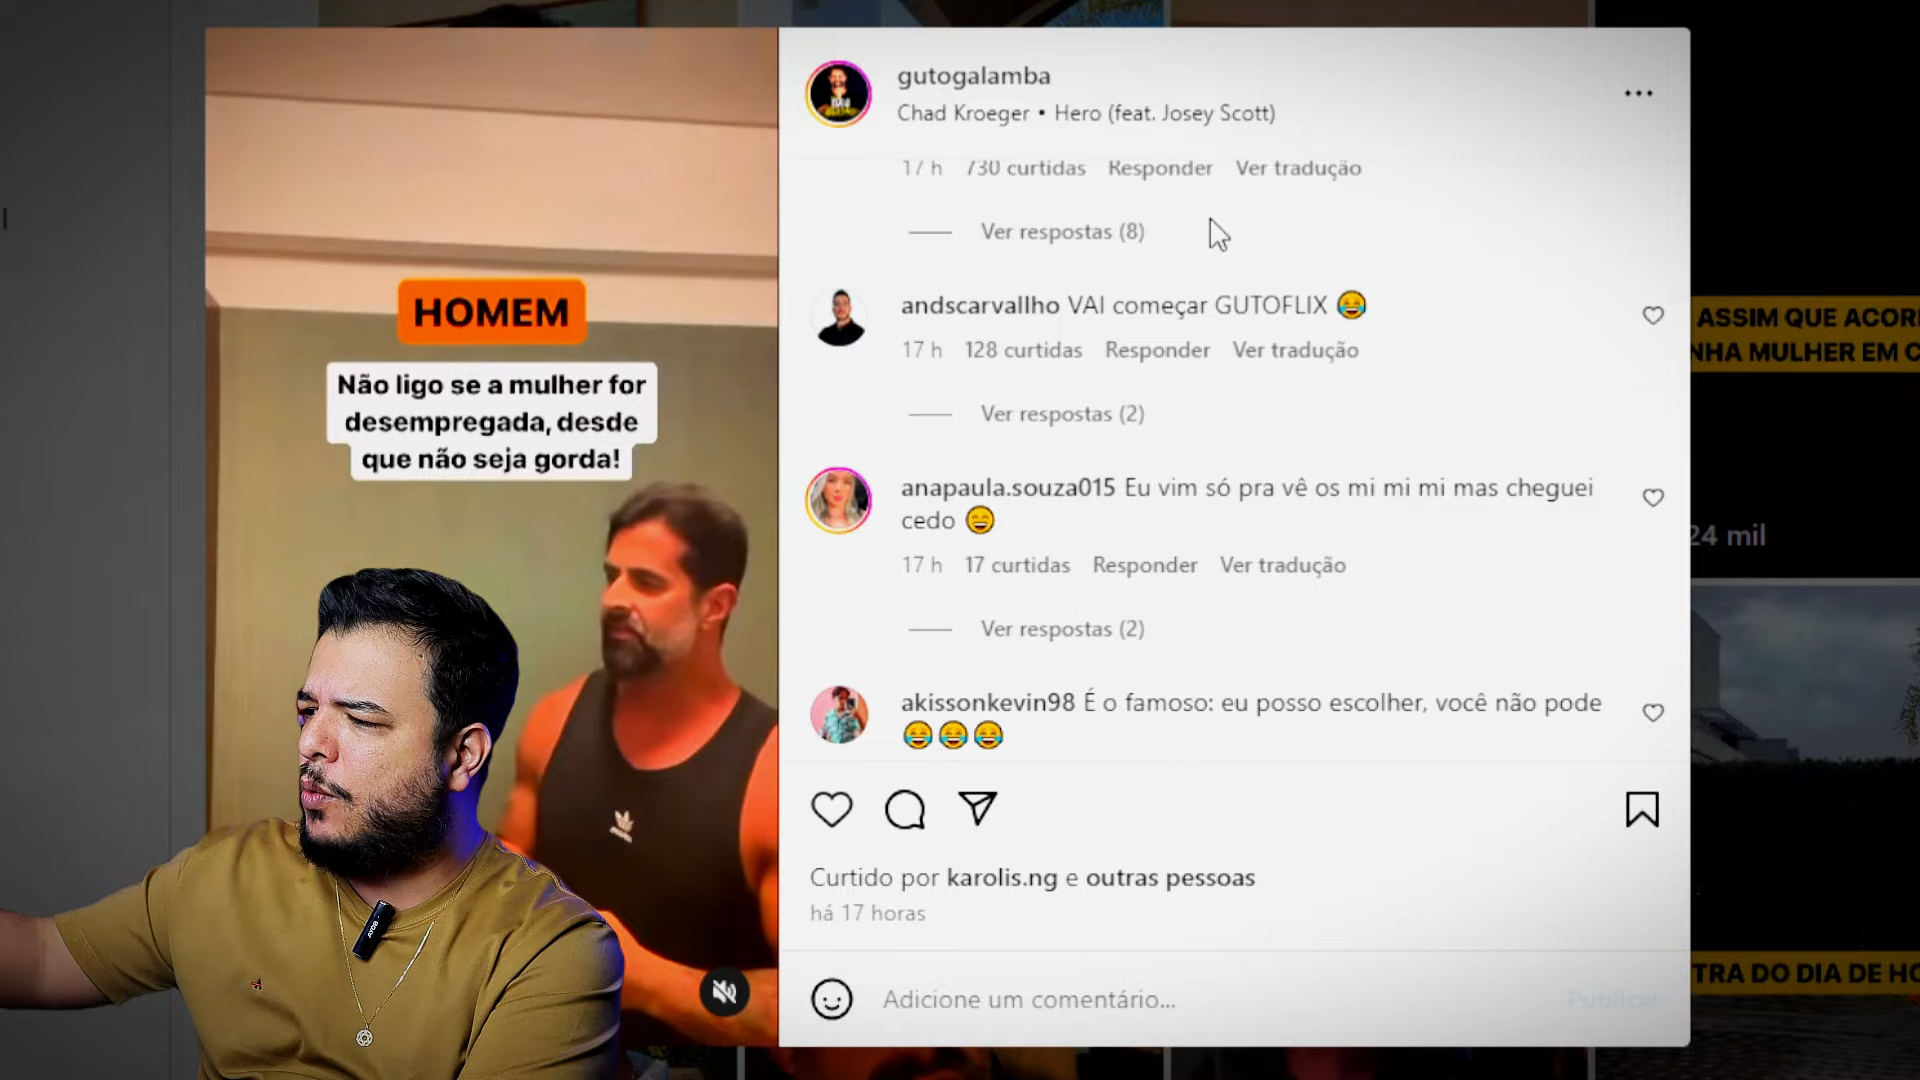 gutogalamba
Chad Kroeger • Hero (feat. Josey Scott)
17 h 730 curtidas Responder Ver tradução
Ver respostas (8)
andscarvallho VAI começar GUTOFLIX 😂
17 h 128 curtidas Responder Ver tradução
Ver respostas (2)
anapaula.souza015 Eu vim só pra vê os mi mi mi mas cheguei
cedo 😄
17 h 17 curtidas Responder Ver tradução
Ver respostas (2)
akissonkevin98 É o famoso: eu posso escolher, você não pode
😂😂😂
Curtido por karolis.ng e outras pessoas
há 17 horas
Adicione um comentário...
Publicar
HOMEM
Não ligo se a mulher for
desempregada, desde
que não seja gorda!
ASSIM QUE ACOR
NHA MULHER EM C
24 mil
TRA DO DIA DE HO